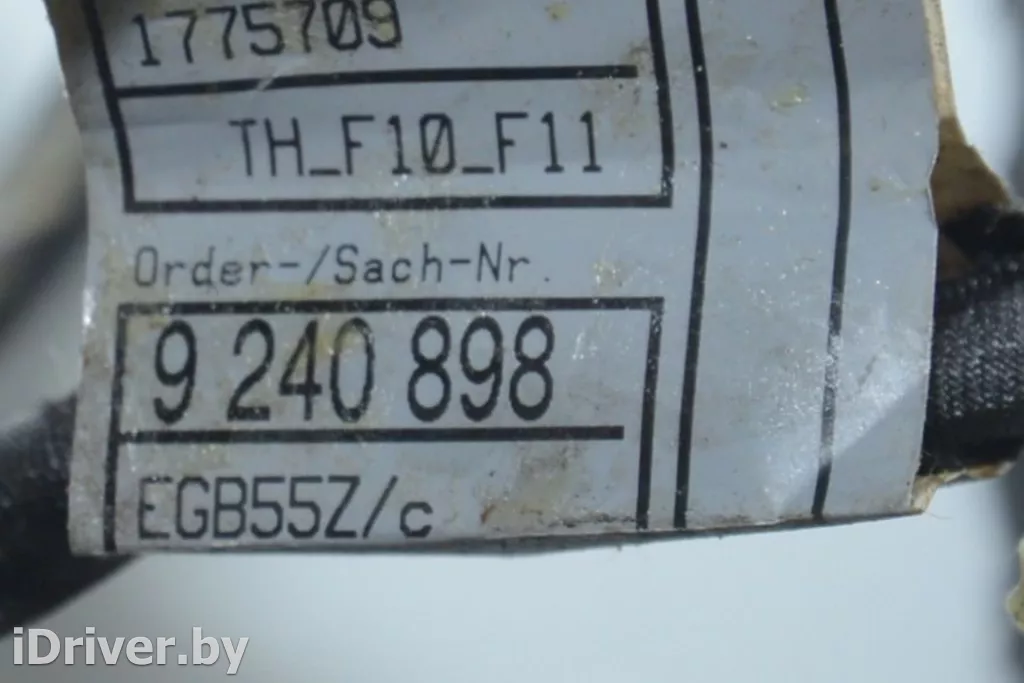 1775709
TH_F10_F11
Order-/Sach-Nr.
9 240 898
EGB55Z/c
iDriver.by